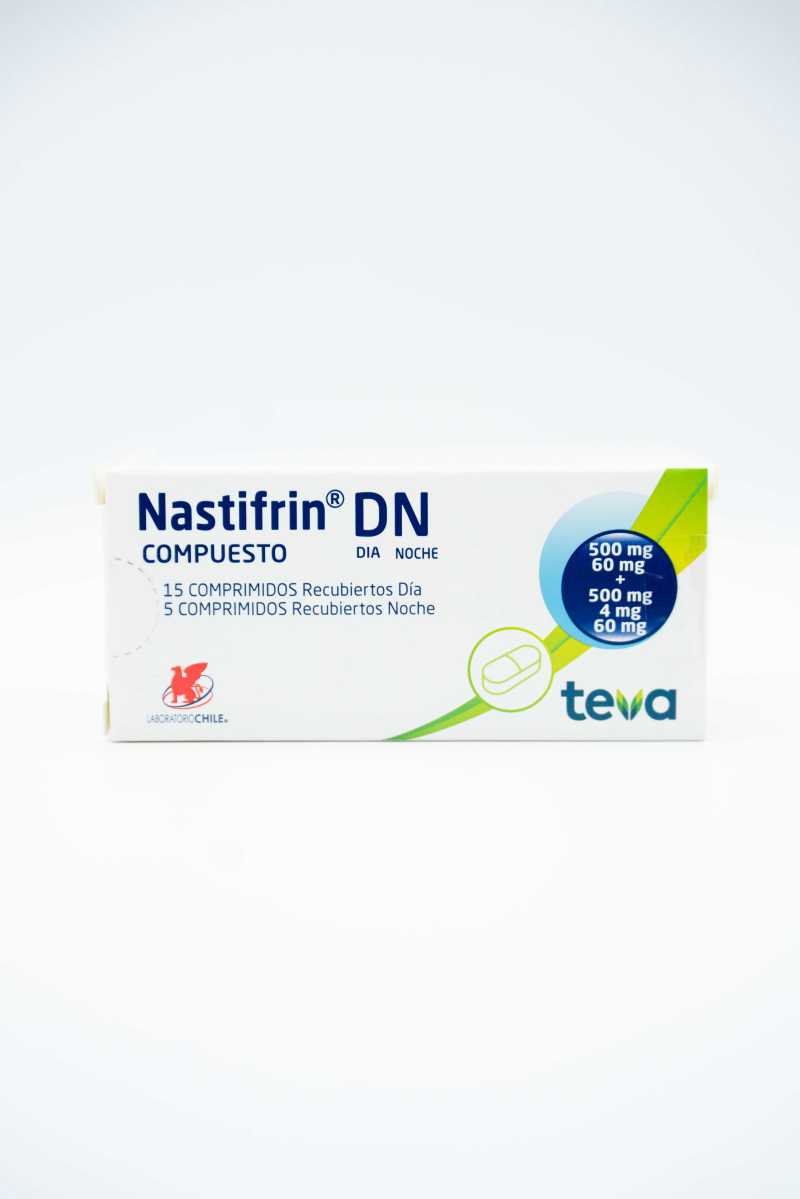 Nastifrin® DN
COMPUESTO
DIA NOCHE
15 COMPRIMIDOS Recubiertos Día
5 COMPRIMIDOS Recubiertos Noche
500 mg
60 mg
+
500 mg
4 mg
60 mg
LABORATORIO CHILE®
teva